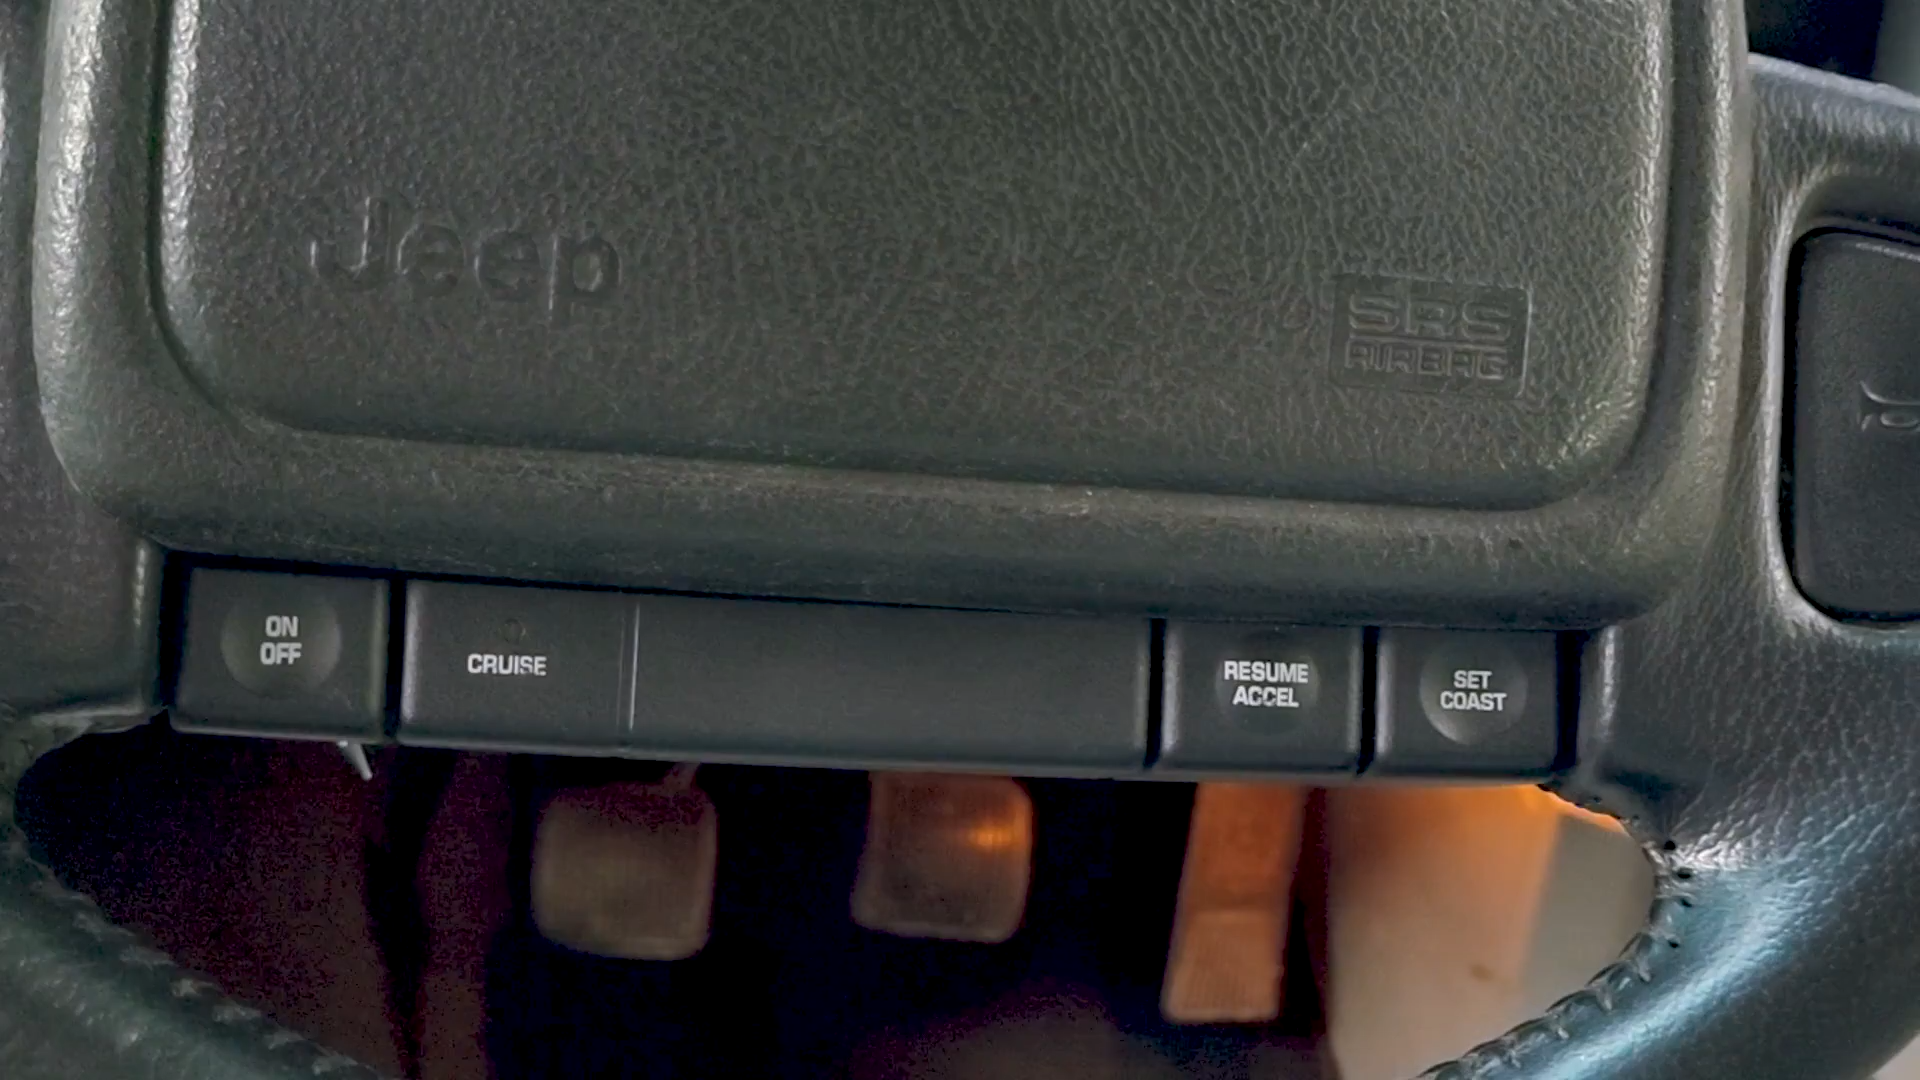 Jeep
SRS
AIRBAG
ON
OFF
CRUISE
RESUME
ACCEL
SET
COAST